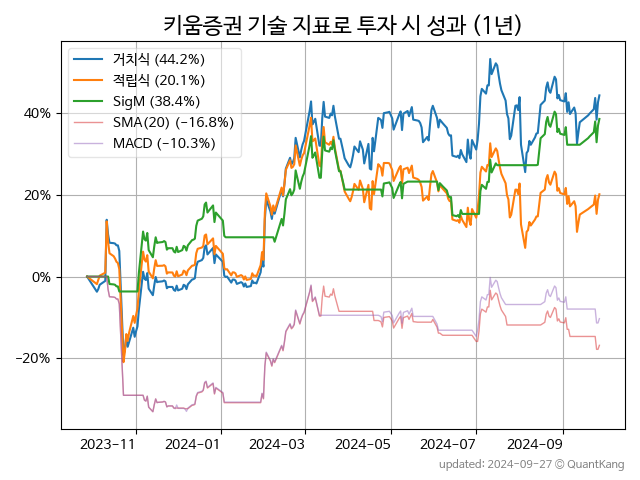 키움증권 기술 지표로 투자 시 성과 (1년)
거치식 (44.2%)
적립식 (20.1%)
SigM (38.4%)
SMA(20) (−16.8%)
MACD (−10.3%)
40%
20%
0%
−20%
2023-11 2024-01 2024-03 2024-05 2024-07 2024-09
updated: 2024-09-27 © QuantKang